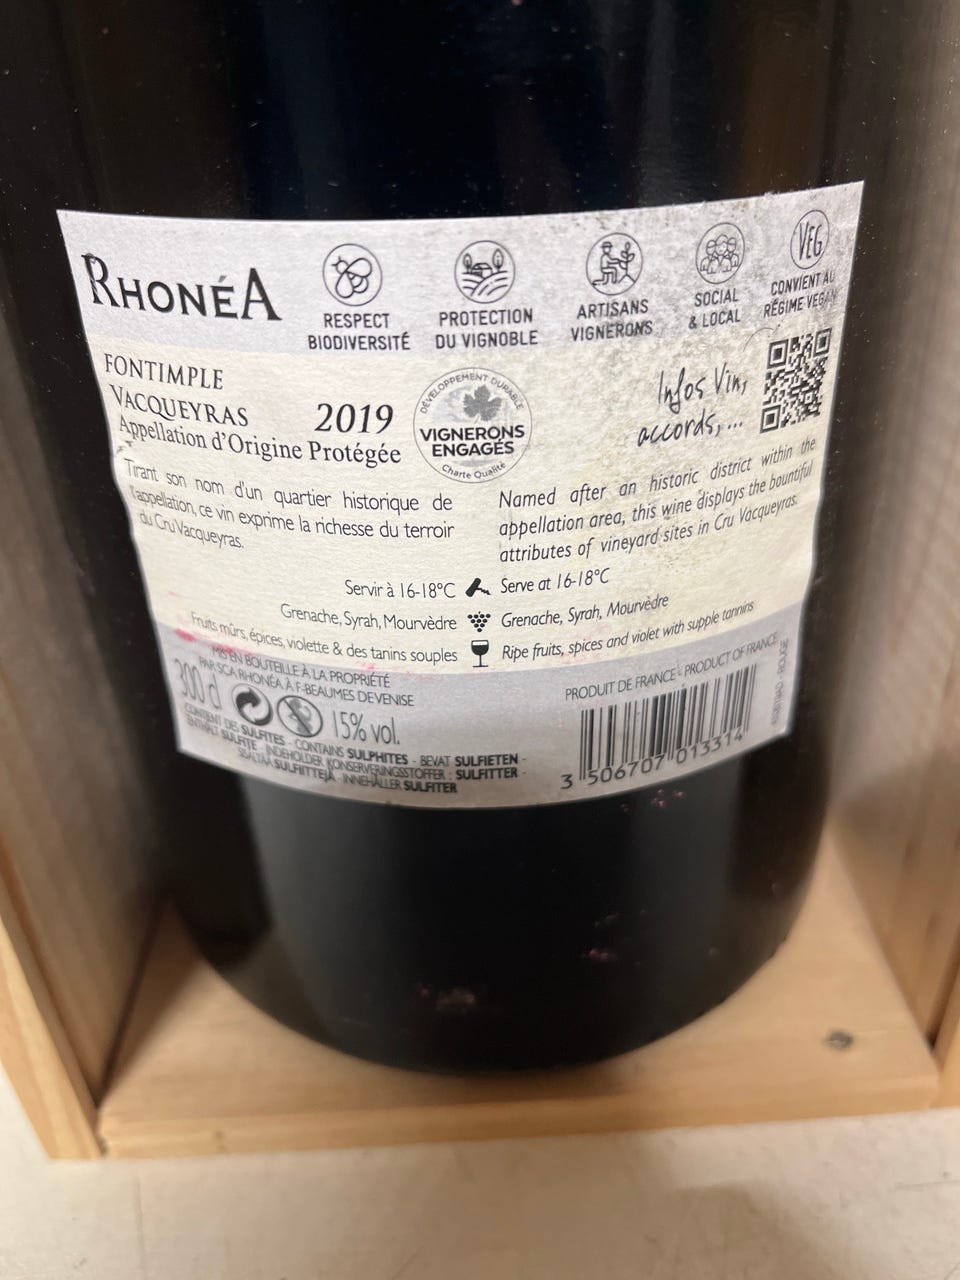 RHONÉA
RESPECT
BIODIVERSITÉ
PROTECTION
DU VIGNOBLE
ARTISANS
VIGNERONS
SOCIAL
& LOCAL
VEG
CONVIENT AU
RÉGIME VEGAN
FONTIMPLE
VACQUEYRAS
2019
Appellation d'Origine Protégée
DÉVELOPPEMENT DURABLE
VIGNERONS
ENGAGÉS
Charte Qualité
Infos Vin,
accords,...
Tirant son nom d'un quartier historique de
l'appellation, ce vin exprime la richesse du terroir
du Cru Vacqueyras.
Named after an historic district within the
appellation area, this wine displays the bountiful
attributes of vineyard sites in Cru Vacqueyras.
Servir à 16-18°C
Serve at 16-18°C
Grenache, Syrah, Mourvèdre
Grenache, Syrah, Mourvèdre
Fruits mûrs, épices, violette & des tanins souples
Ripe fruits, spices and violet with supple tannins
MIS EN BOUTEILLE À LA PROPRIÉTÉ
PAR SCA RHONÉA À F-BEAUMES DE VENISE
300 cl
15% vol.
CONTIENT DES SULFITES - CONTAINS SULPHITES - BEVAT SULFIETEN -
ENTHALT SULFITE - INDEHOLDER KONSERVERINGSSTOFFER : SULFITTER -
SISÄLTÄÄ SULFIITTEJA - INNEHÅLLER SULFITER
PRODUIT DE FRANCE - PRODUCT OF FRANCE
3 506707 013314